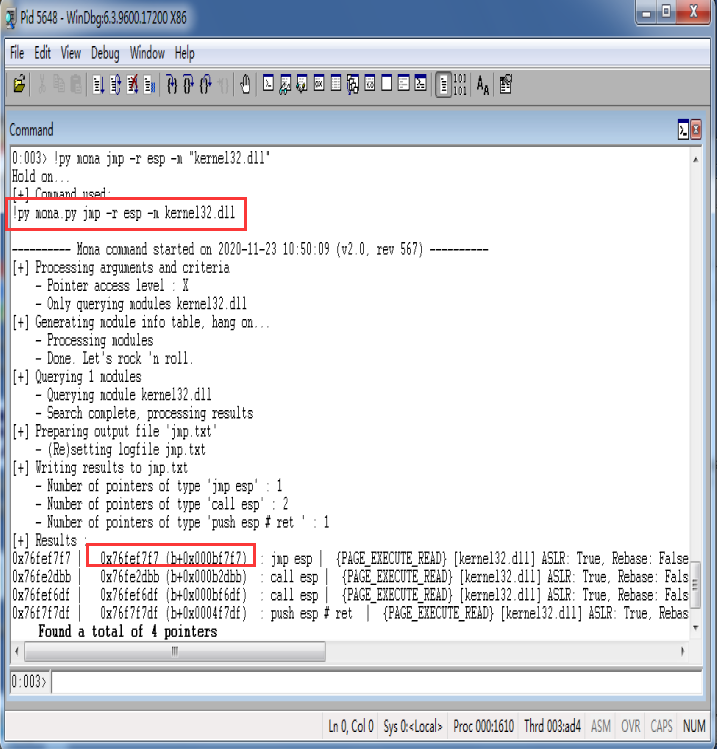 Pid 5648 - WinDbg:6.3.9600.17200 X86
File Edit View Debug Window Help
Command
0:003> !py mona jmp -r esp -m "kernel32.dll"
Hold on...
[+] Command used:
!py mona.py jmp -r esp -m kernel32.dll
---------- Mona command started on 2020-11-23 10:50:09 (v2.0, rev 567) ----------
[+] Processing arguments and criteria
- Pointer access level : X
- Only querying modules kernel32.dll
[+] Generating module info table, hang on...
- Processing modules
- Done. Let's rock 'n roll.
[+] Querying 1 modules
- Querying module kernel32.dll
- Search complete, processing results
[+] Preparing output file 'jmp.txt'
- (Re)setting logfile jmp.txt
[+] Writing results to jmp.txt
- Number of pointers of type 'jmp esp' : 1
- Number of pointers of type 'call esp' : 2
- Number of pointers of type 'push esp # ret ' : 1
[+] Results :
0x76fef7f7 | 0x76fef7f7 (b+0x000bf7f7) : jmp esp | {PAGE_EXECUTE_READ} [kernel32.dll] ASLR: True, Rebase: False
0x76fe2dbb | 0x76fe2dbb (b+0x000b2dbb) : call esp | {PAGE_EXECUTE_READ} [kernel32.dll] ASLR: True, Rebase: Fals
0x76fef6df | 0x76fef6df (b+0x000bf6df) : call esp | {PAGE_EXECUTE_READ} [kernel32.dll] ASLR: True, Rebase: Fals
0x76f7f7df | 0x76f7f7df (b+0x0004f7df) : push esp # ret | {PAGE_EXECUTE_READ} [kernel32.dll] ASLR: True, Rebas
Found a total of 4 pointers
0:003>
Ln 0, Col 0 Sys 0:<Local> Proc 000:1610 Thrd 003:ad4 ASM OVR CAPS NUM